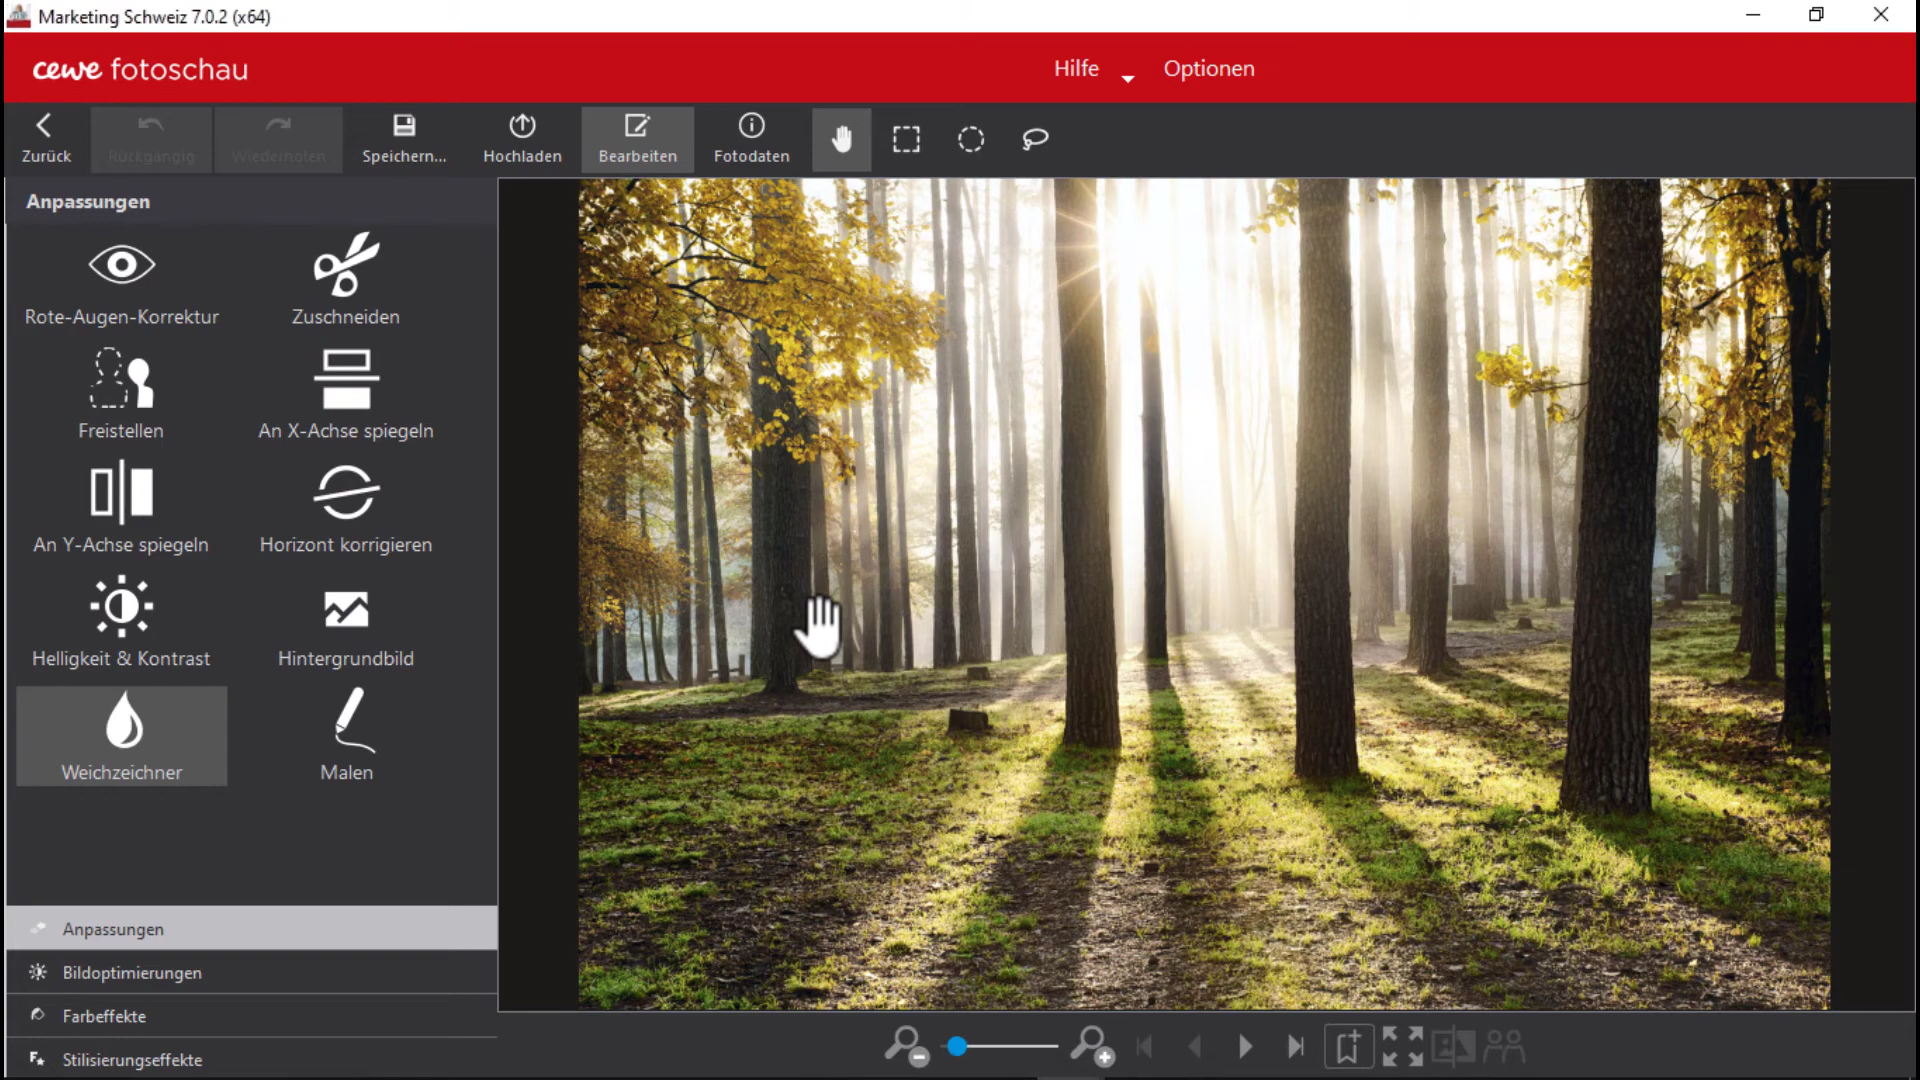 Marketing Schweiz 7.0.2 (x64)
cewe fotoschau
Hilfe
Optionen
Zurück
Rückgängig
Wiederholen
Speichern...
Hochladen
Bearbeiten
Fotodaten
Anpassungen
Rote-Augen-Korrektur
Zuschneiden
Freistellen
An X-Achse spiegeln
An Y-Achse spiegeln
Horizont korrigieren
Helligkeit & Kontrast
Hintergrundbild
Weichzeichner
Malen
Anpassungen
Bildoptimierungen
Farbeffekte
Stilisierungseffekte